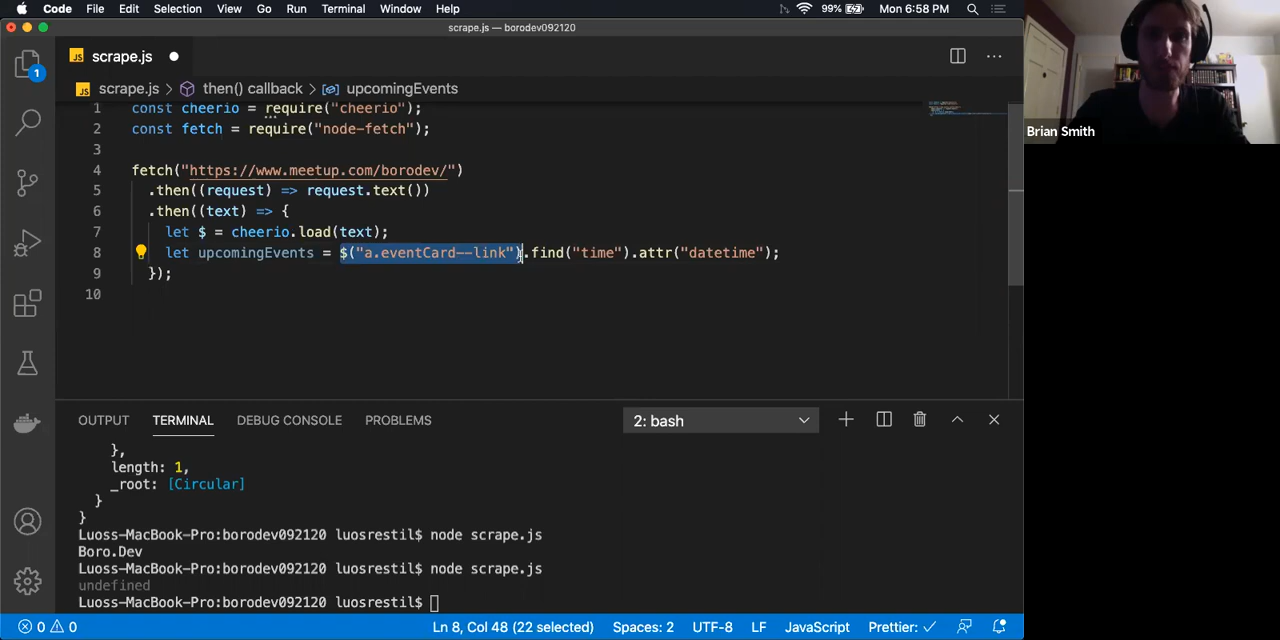 Code File Edit Selection View Go Run Terminal Window Help 99% Mon 6:58 PM
scrape.js — borodev092120
JS scrape.js
1
JS scrape.js > then() callback > upcomingEvents
1 const cheerio = require("cheerio");
2 const fetch = require("node-fetch");
3
4 fetch("https://www.meetup.com/borodev/")
5 .then((request) => request.text())
6 .then((text) => {
7 let $ = cheerio.load(text);
8 let upcomingEvents = $("a.eventCard--link").find("time").attr("datetime");
9 });
10
Brian Smith
OUTPUT TERMINAL DEBUG CONSOLE PROBLEMS 2: bash
},
length: 1,
_root: [Circular]
}
}
Luoss-MacBook-Pro:borodev092120 luosrestil$ node scrape.js
Boro.Dev
Luoss-MacBook-Pro:borodev092120 luosrestil$ node scrape.js
undefined
Luoss-MacBook-Pro:borodev092120 luosrestil$
0 0 Ln 8, Col 48 (22 selected) Spaces: 2 UTF-8 LF JavaScript Prettier: ✓